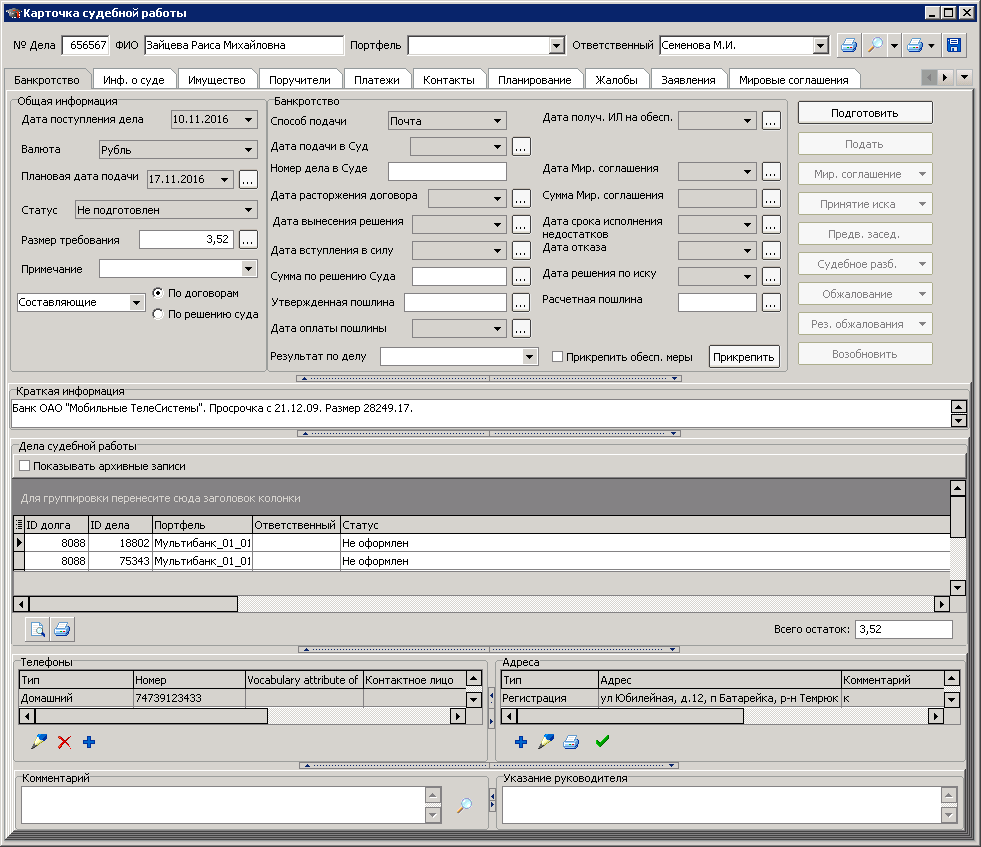 Карточка судебной работы
№ Дела 656567 ФИО Зайцева Раиса Михайловна Портфель Ответственный Семенова М.И.
Банкротство Инф. о суде Имущество Поручители Платежи Контакты Планирование Жалобы Заявления Мировые соглашения
Общая информация
Дата поступления дела 10.11.2016
Валюта Рубль
Плановая дата подачи 17.11.2016 ...
Статус Не подготовлен
Размер требования 3,52 ...
Примечание
Составляющие
По договорам
По решению суда
Банкротство
Способ подачи Почта
Дата подачи в Суд ...
Номер дела в Суде
Дата расторжения договора ...
Дата вынесения решения ...
Дата вступления в силу ...
Сумма по решению Суда ...
Утвержденная пошлина ...
Дата оплаты пошлины ...
Результат по делу
Дата получ. ИЛ на обесп. ...
Дата Мир. соглашения ...
Сумма Мир. соглашения ...
Дата срока исполнения
недостатков ...
Дата отказа ...
Дата решения по иску ...
Расчетная пошлина ...
Прикрепить обесп. меры Прикрепить
Подготовить
Подать
Мир. соглашение
Принятие иска
Предв. засед.
Судебное разб.
Обжалование
Рез. обжалования
Возобновить
Краткая информация
Банк ОАО "Мобильные ТелеСистемы". Просрочка с 21.12.09. Размер 28249.17.
Дела судебной работы
Показывать архивные записи
Для группировки перенесите сюда заголовок колонки
ID долга ID дела Портфель Ответственный Статус
8088 18802 Мультибанк_01_01 Не оформлен
8088 75343 Мультибанк_01_01 Не оформлен
Всего остаток: 3,52
Телефоны
Тип Номер Vocabulary attribute of Контактное лицо
Домашний 74739123433
Адреса
Тип Адрес Комментарий
Регистрация ул Юбилейная, д.12, п Батарейка, р-н Темрюк к
Комментарий
Указание руководителя